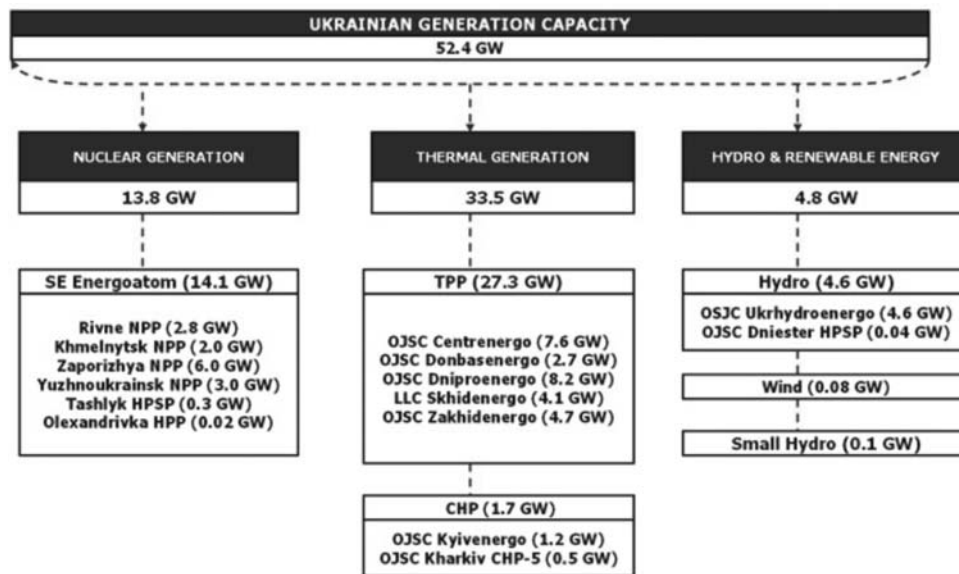 UKRAINIAN GENERATION CAPACITY
52.4 GW
NUCLEAR GENERATION
13.8 GW
SE Energoatom (14.1 GW)
Rivne NPP (2.8 GW)
Khmelnytsk NPP (2.0 GW)
Zaporizhya NPP (6.0 GW)
Yuzhnoukrainsk NPP (3.0 GW)
Tashlyk HPSP (0.3 GW)
Olexandrivka HPP (0.02 GW)
THERMAL GENERATION
33.5 GW
TPP (27.3 GW)
OJSC Centrenergo (7.6 GW)
OJSC Donbasenergo (2.7 GW)
OJSC Dniproenergo (8.2 GW)
LLC Skhidenergo (4.1 GW)
OJSC Zakhidenergo (4.7 GW)
CHP (1.7 GW)
OJSC Kyivenergo (1.2 GW)
OJSC Kharkiv CHP-5 (0.5 GW)
HYDRO & RENEWABLE ENERGY
4.8 GW
Hydro (4.6 GW)
OSJC Ukrhydroenergo (4.6 GW)
OJSC Dniester HPSP (0.04 GW)
Wind (0.08 GW)
Small Hydro (0.1 GW)